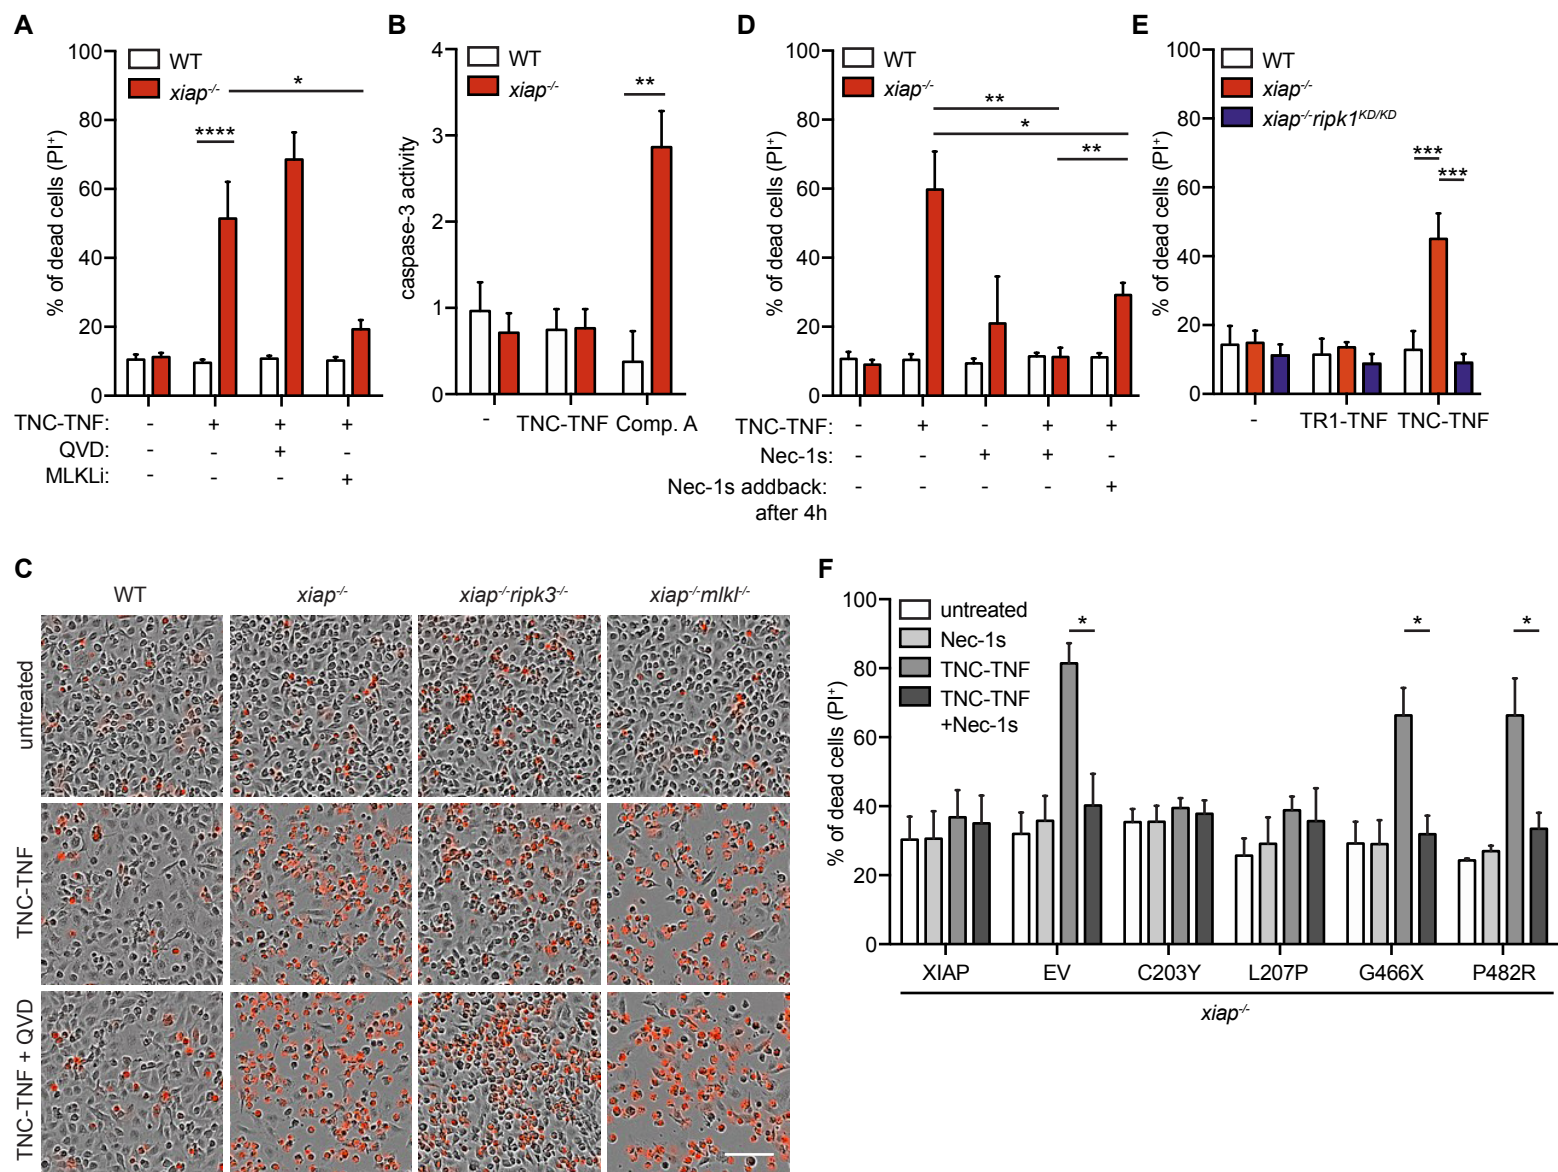 A
100
80
60
40
20
0
% of dead cells (PI⁺)
WT
xiap⁻/⁻
****
*
TNC-TNF: - + + +
QVD: - - + -
MLKLi: - - - +
B
4
3
2
1
0
caspase-3 activity
WT
xiap⁻/⁻
**
- TNC-TNF Comp. A
D
100
80
60
40
20
0
% of dead cells (PI⁺)
WT
xiap⁻/⁻
**
*
**
TNC-TNF: - + - + +
Nec-1s: - - + + -
Nec-1s addback: - - - - +
after 4h
E
100
80
60
40
20
0
% of dead cells (PI⁺)
WT
xiap⁻/⁻
xiap⁻/⁻ripk1ᴷᴰ/ᴷᴰ
***
***
- TR1-TNF TNC-TNF
C
WT xiap⁻/⁻ xiap⁻/⁻ripk3⁻/⁻ xiap⁻/⁻mlkl⁻/⁻
untreated
TNC-TNF
TNC-TNF + QVD
F
100
80
60
40
20
0
% of dead cells (PI⁺)
untreated
Nec-1s
TNC-TNF
TNC-TNF
+Nec-1s
*
*
*
XIAP EV C203Y L207P G466X P482R
xiap⁻/⁻